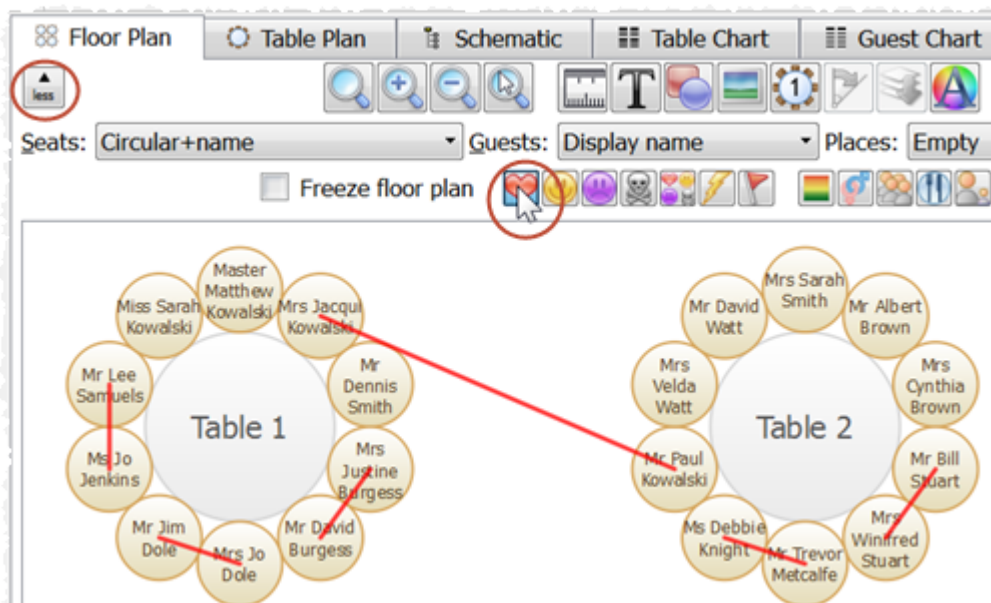 Floor Plan
Table Plan
Schematic
Table Chart
Guest Chart
less
T
1
A
Seats: Circular+name
Guests: Display name
Places: Empty
Freeze floor plan
Master
Matthew
Kowalski
Miss Sarah
Kowalski
Mrs Jacqui
Kowalski
Mr Lee
Samuels
Mr
Dennis
Smith
Table 1
Ms Jo
Jenkins
Mrs
Justine
Burgess
Mr Jim
Dole
Mrs Jo
Dole
Mr David
Burgess
Mrs Sarah
Smith
Mr David
Watt
Mr Albert
Brown
Mrs
Velda
Watt
Mrs
Cynthia
Brown
Table 2
Mr Paul
Kowalski
Mr Bill
Stuart
Ms Debbie
Knight
Mr Trevor
Metcalfe
Mrs
Winifred
Stuart